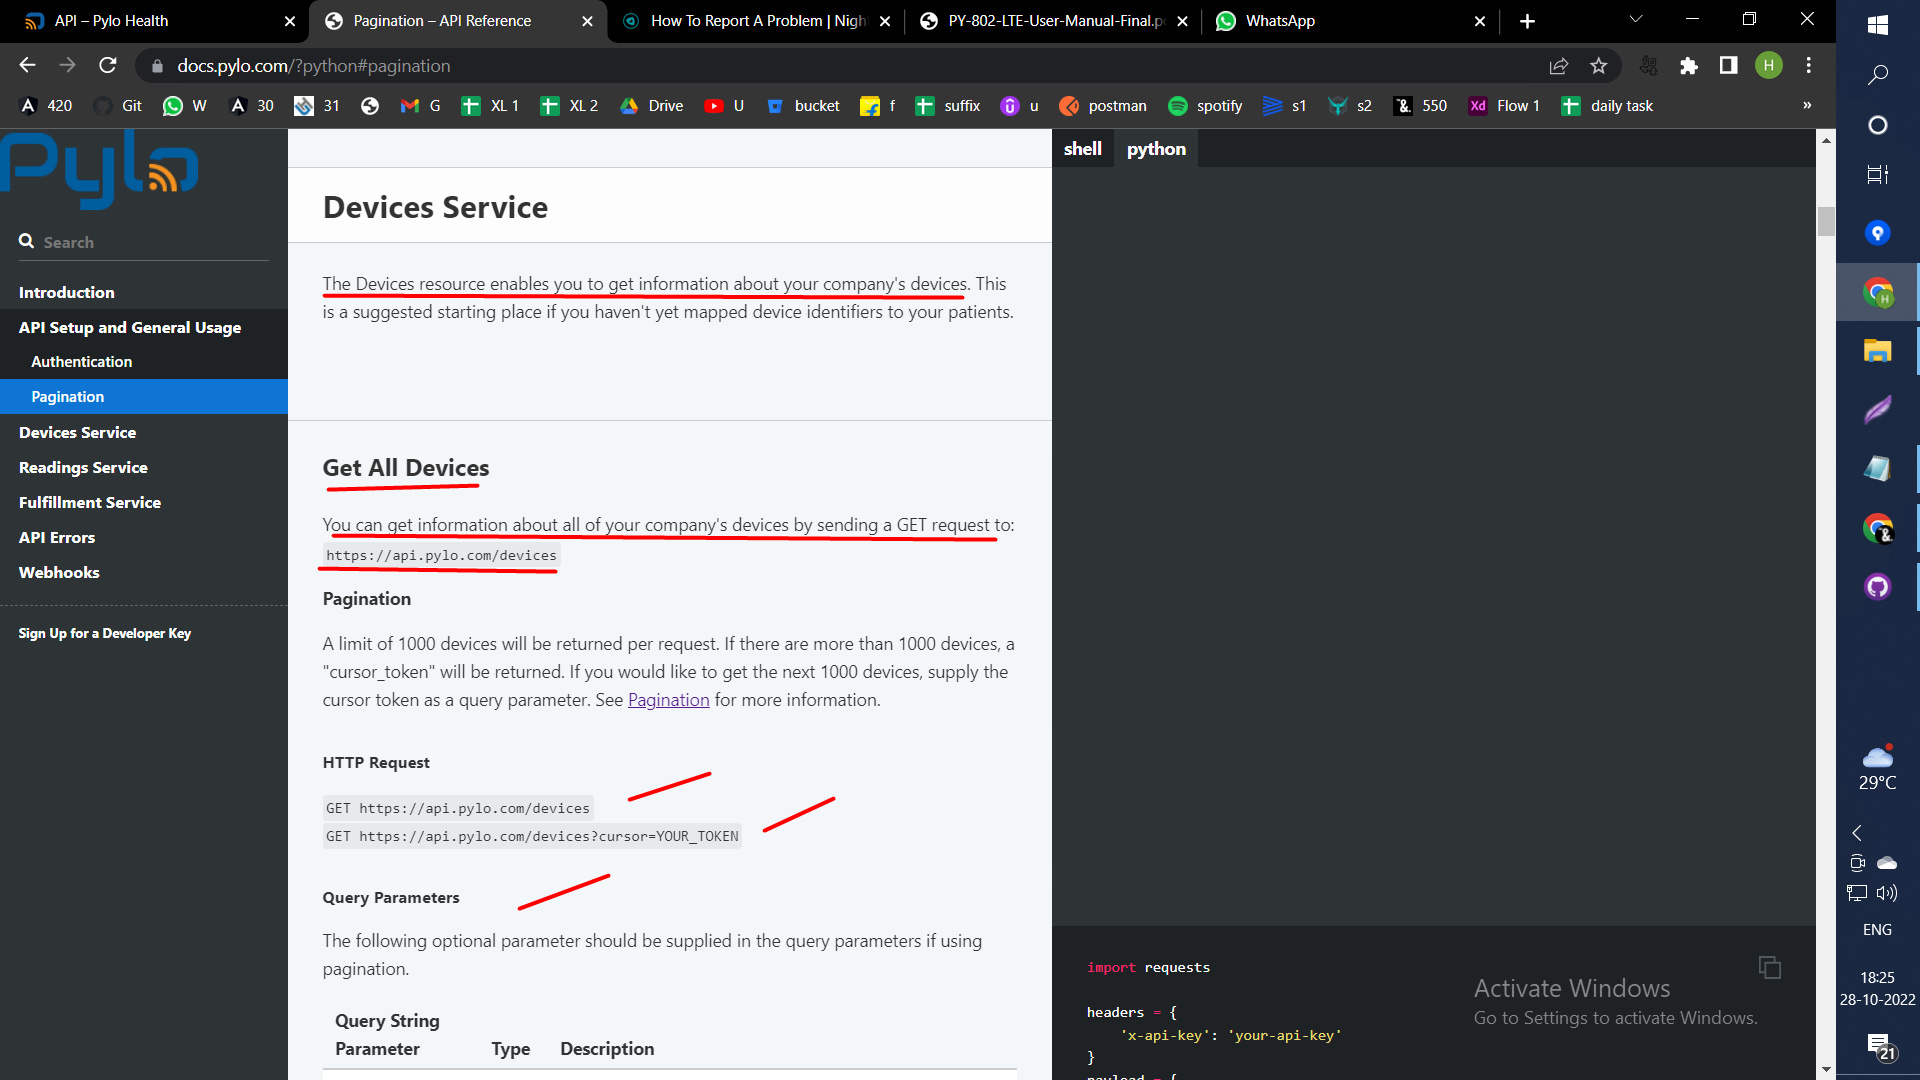 API – Pylo Health
Pagination – API Reference
How To Report A Problem | Nigh
PY-802-LTE-User-Manual-Final.p
WhatsApp
docs.pylo.com/?python#pagination
H
420
Git
W
30
31
G
XL 1
XL 2
Drive
U
bucket
f
suffix
u
postman
spotify
s1
s2
550
Xd
Flow 1
daily task
»
Pylo
Search
Introduction
API Setup and General Usage
Authentication
Pagination
Devices Service
Readings Service
Fulfillment Service
API Errors
Webhooks
Sign Up for a Developer Key
Devices Service
The Devices resource enables you to get information about your company's devices. This
is a suggested starting place if you haven't yet mapped device identifiers to your patients.
Get All Devices
You can get information about all of your company's devices by sending a GET request to:
https://api.pylo.com/devices
Pagination
A limit of 1000 devices will be returned per request. If there are more than 1000 devices, a
"cursor_token" will be returned. If you would like to get the next 1000 devices, supply the
cursor token as a query parameter. See Pagination for more information.
HTTP Request
GET https://api.pylo.com/devices
GET https://api.pylo.com/devices?cursor=YOUR_TOKEN
Query Parameters
The following optional parameter should be supplied in the query parameters if using
pagination.
Query String
Parameter Type Description
shell
python
import requests
headers = {
'x-api-key': 'your-api-key'
}
payload = {
Activate Windows
Go to Settings to activate Windows.
29°C
ENG
18:25
28-10-2022
21